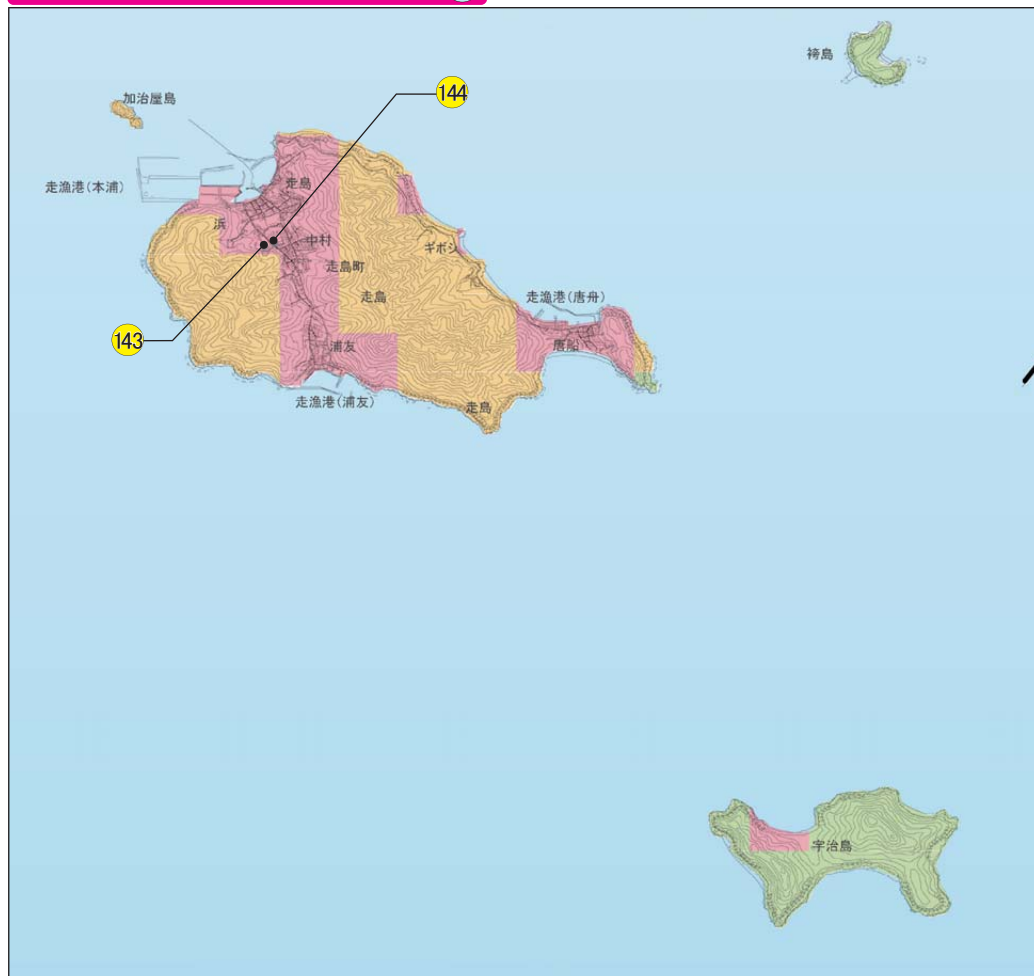 袴島
144
加治屋島
走漁港(本浦)
走島
浜
中村
ギボシ
走島町
走島
走漁港(唐舟)
143
浦友
唐船
走漁港(浦友)
走島
宇治島